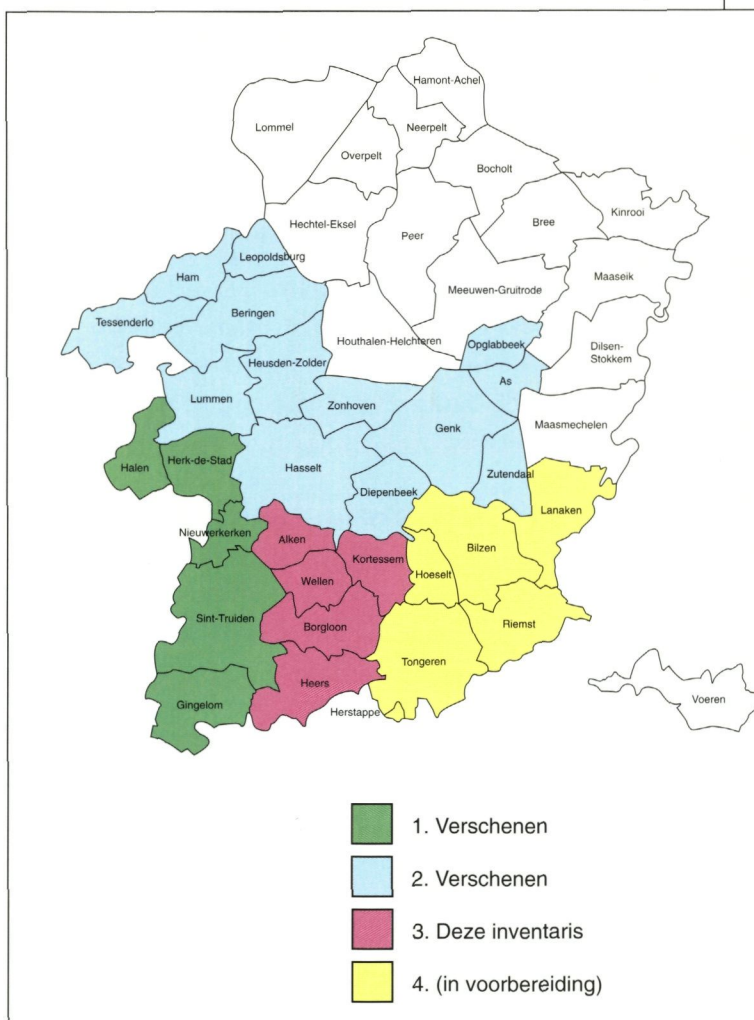 Hamont-Achel
Lommel
Neerpelt
Overpelt
Bocholt
Kinrooi
Hechtel-Eksel
Bree
Peer
Leopoldsburg
Ham
Maaseik
Meeuwen-Gruitrode
Beringen
Tessenderlo
Houthalen-Helchteren
Opglabbeek
Dilsen-
Stokkem
Heusden-Zolder
As
Lummen
Zonhoven
Genk
Maasmechelen
Halen
Herk-de-Stad
Hasselt
Zutendaal
Diepenbeek
Lanaken
Nieuwerkerken
Alken
Bilzen
Kortessem
Hoeselt
Wellen
Sint-Truiden
Borgloon
Riemst
Tongeren
Heers
Voeren
Gingelom
Herstappe
1. Verschenen
2. Verschenen
3. Deze inventaris
4. (in voorbereiding)